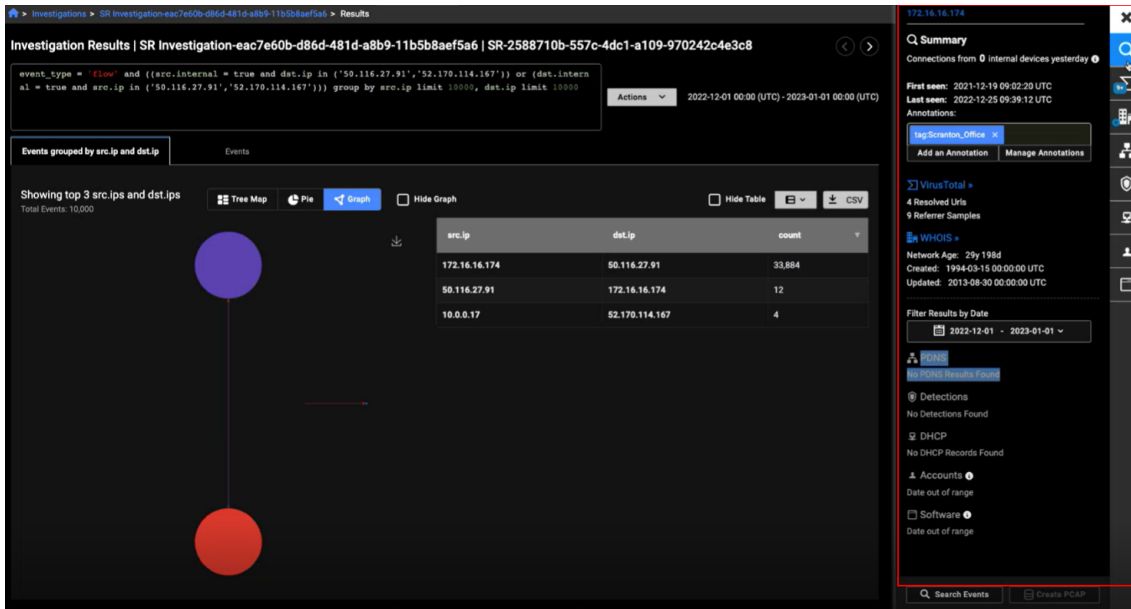 > Investigations > SR Investigation-eac7e60b-d86d-481d-a8b9-11b5b8aef5a6 > Results
Investigation Results | SR Investigation-eac7e60b-d86d-481d-a8b9-11b5b8aef5a6 | SR-2588710b-557c-4dc1-a109-970242c4e3c8
event_type = 'flow' and ((src.internal = true and dst.ip in ('50.116.27.91','52.170.114.167')) or (dst.intern
al = true and src.ip in ('50.116.27.91','52.170.114.167'))) group by src.ip limit 10000, dst.ip limit 10000
Actions
2022-12-01 00:00 (UTC) - 2023-01-01 00:00 (UTC)
Events grouped by src.ip and dst.ip
Events
Showing top 3 src.ips and dst.ips
Total Events: 10,000
Tree Map
Pie
Graph
Hide Graph
Hide Table
CSV
src.ip dst.ip count
172.16.16.174 50.116.27.91 33,884
50.116.27.91 172.16.16.174 12
10.0.0.17 52.170.114.167 4
172.16.16.174
Summary
Connections from 0 internal devices yesterday
First seen: 2021-12-19 09:02:20 UTC
Last seen: 2022-12-25 09:39:12 UTC
Annotations:
tag:Scranton_Office ×
Add an Annotation
Manage Annotations
VirusTotal »
4 Resolved Urls
9 Referrer Samples
WHOIS »
Network Age: 29y 198d
Created: 1994-03-15 00:00:00 UTC
Updated: 2013-08-30 00:00:00 UTC
Filter Results by Date
2022-12-01 - 2023-01-01
PDNS
No PDNS Results Found
Detections
No Detections Found
DHCP
No DHCP Records Found
Accounts
Date out of range
Software
Date out of range
Search Events
Create PCAP